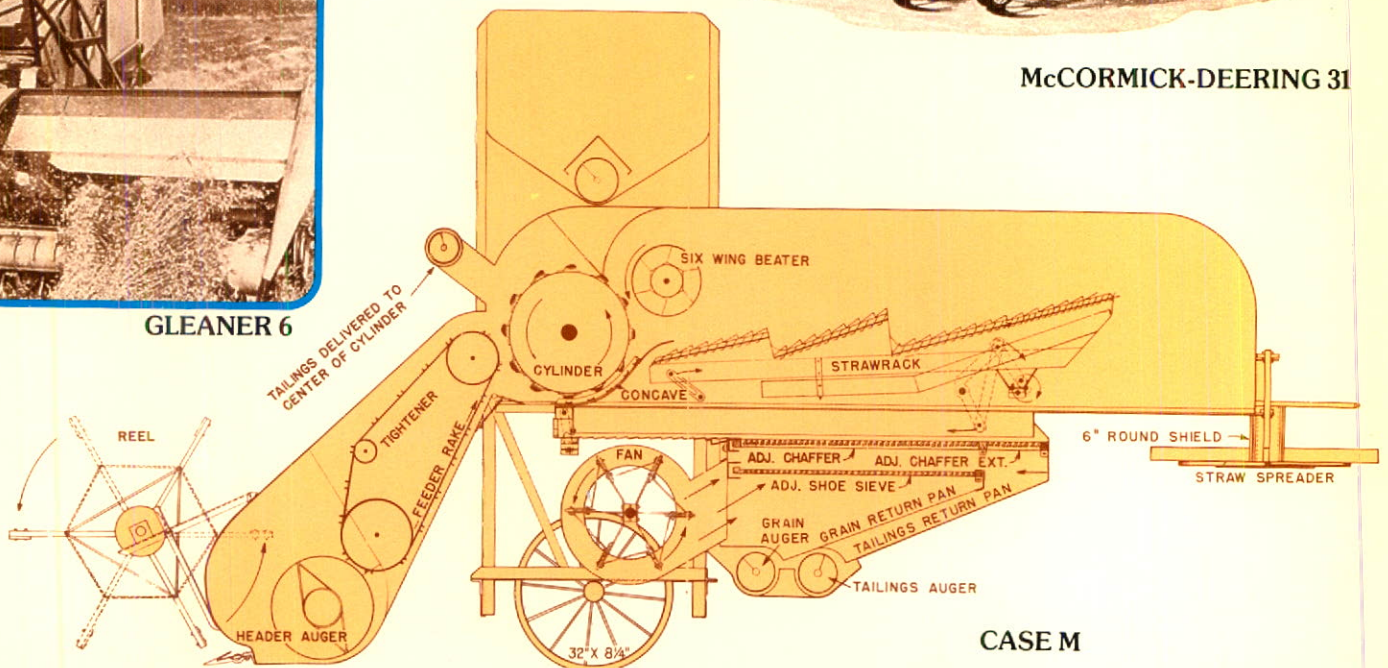 McCORMICK-DEERING 31
GLEANER 6
TAILINGS DELIVERED TO
CENTER OF CYLINDER
SIX WING BEATER
CYLINDER
CONCAVE
STRAWRACK
TIGHTENER
FEEDER RAKE
REEL
HEADER AUGER
FAN
ADJ. CHAFFER
ADJ. CHAFFER EXT.
ADJ. SHOE SIEVE
GRAIN
AUGER
GRAIN RETURN PAN
TAILINGS RETURN PAN
TAILINGS AUGER
6" ROUND SHIELD
STRAW SPREADER
32" X 8¼"
CASE M